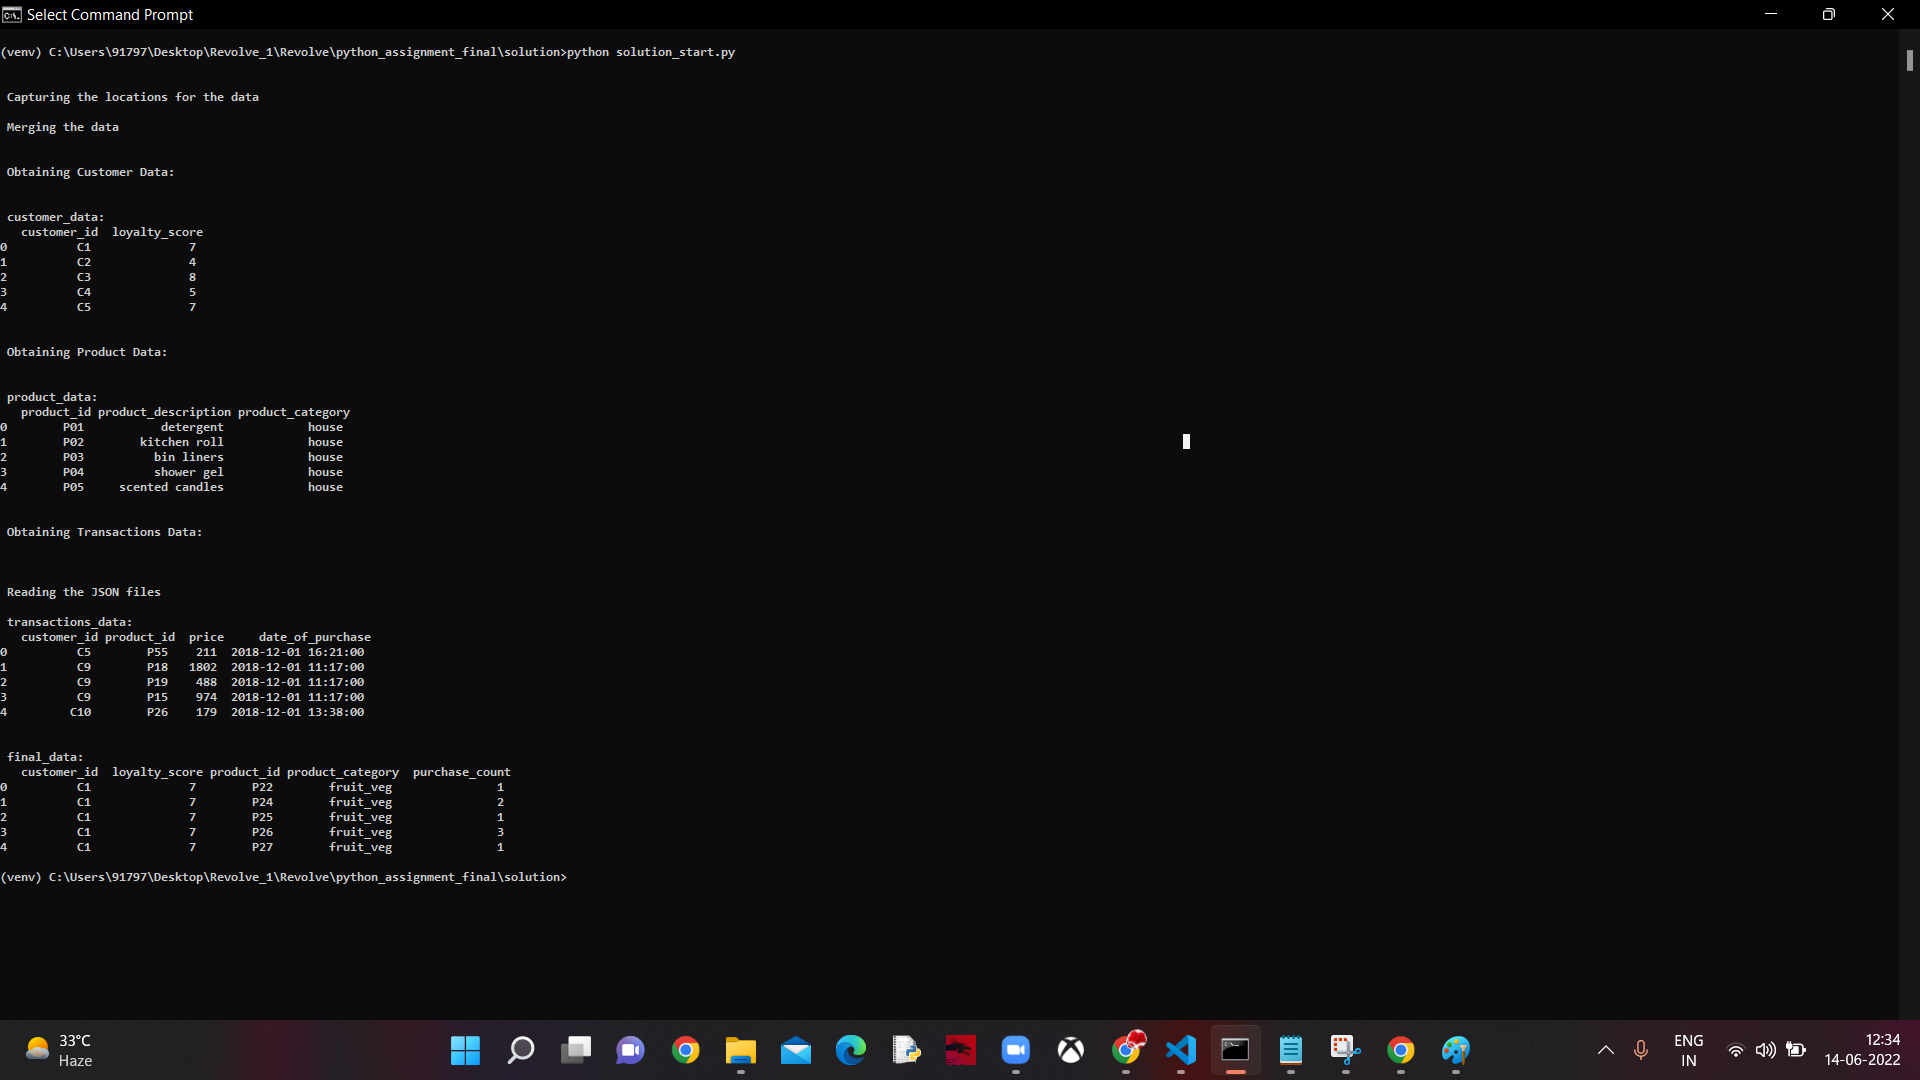 Select Command Prompt
(venv) C:\Users\91797\Desktop\Revolve_1\Revolve\python_assignment_final\solution>python solution_start.py
Capturing the locations for the data
Merging the data
Obtaining Customer Data:
customer_data:
customer_id loyalty_score
0 C1 7
1 C2 4
2 C3 8
3 C4 5
4 C5 7
Obtaining Product Data:
product_data:
product_id product_description product_category
0 P01 detergent house
1 P02 kitchen roll house
2 P03 bin liners house
3 P04 shower gel house
4 P05 scented candles house
Obtaining Transactions Data:
Reading the JSON files
transactions_data:
customer_id product_id price date_of_purchase
0 C5 P55 211 2018-12-01 16:21:00
1 C9 P18 1802 2018-12-01 11:17:00
2 C9 P19 488 2018-12-01 11:17:00
3 C9 P15 974 2018-12-01 11:17:00
4 C10 P26 179 2018-12-01 13:38:00
final_data:
customer_id loyalty_score product_id product_category purchase_count
0 C1 7 P22 fruit_veg 1
1 C1 7 P24 fruit_veg 2
2 C1 7 P25 fruit_veg 1
3 C1 7 P26 fruit_veg 3
4 C1 7 P27 fruit_veg 1
(venv) C:\Users\91797\Desktop\Revolve_1\Revolve\python_assignment_final\solution>
33°C
Haze
ENG
IN
12:34
14-06-2022